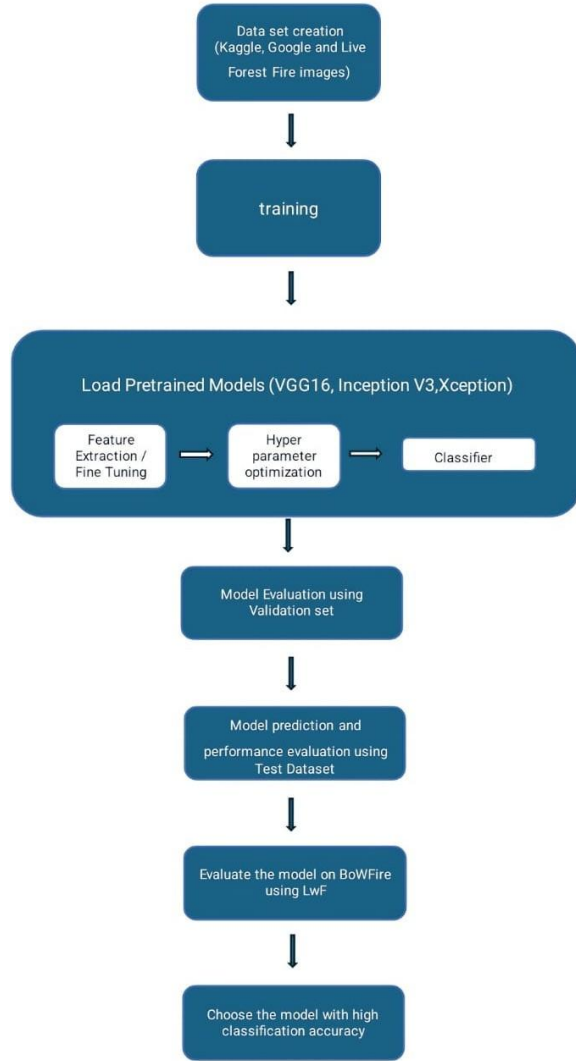 Data set creation
(Kaggle, Google and Live
Forest Fire images)
training
Load Pretrained Models (VGG16, Inception V3,Xception)
Feature
Extraction /
Fine Tuning
Hyper
parameter
optimization
Classifier
Model Evaluation using
Validation set
Model prediction and
performance evaluation using
Test Dataset
Evaluate the model on BoWFire
using LwF
Choose the model with high
classification accuracy